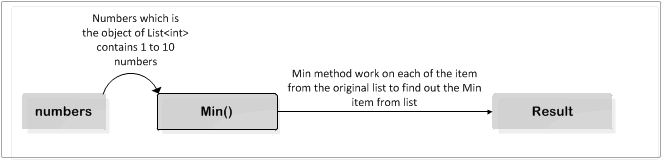 Numbers which is
the object of List<int>
contains 1 to 10
numbers
Min method work on each of the item
from the original list to find out the Min
item from list
numbers
Min()
Result